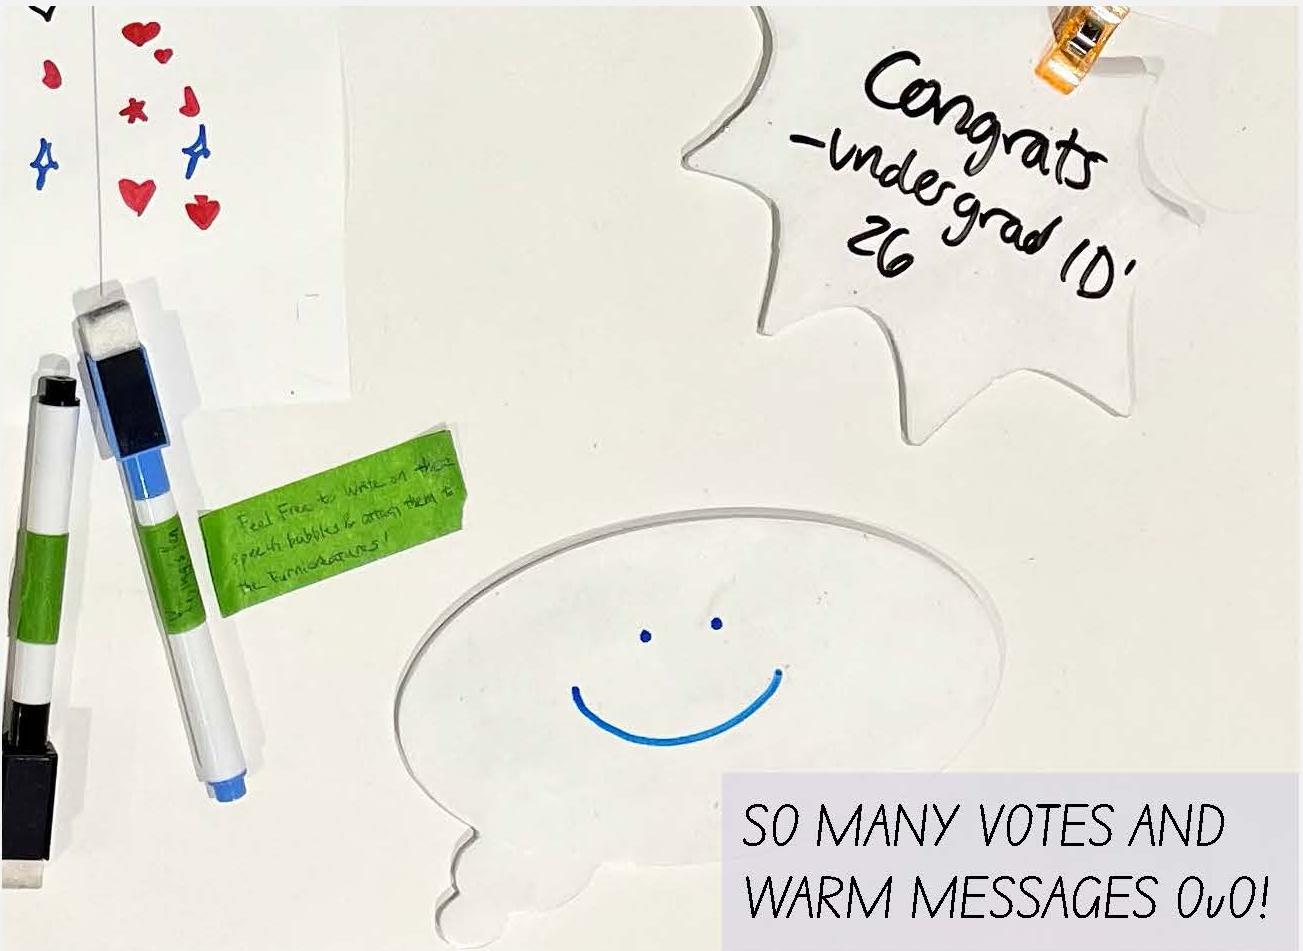 Congrats
-undergrad ID'
26
Feel Free to write on these
speech bubbles & attach them to
the Furnicreatures!
SO MANY VOTES AND
WARM MESSAGES OvO!